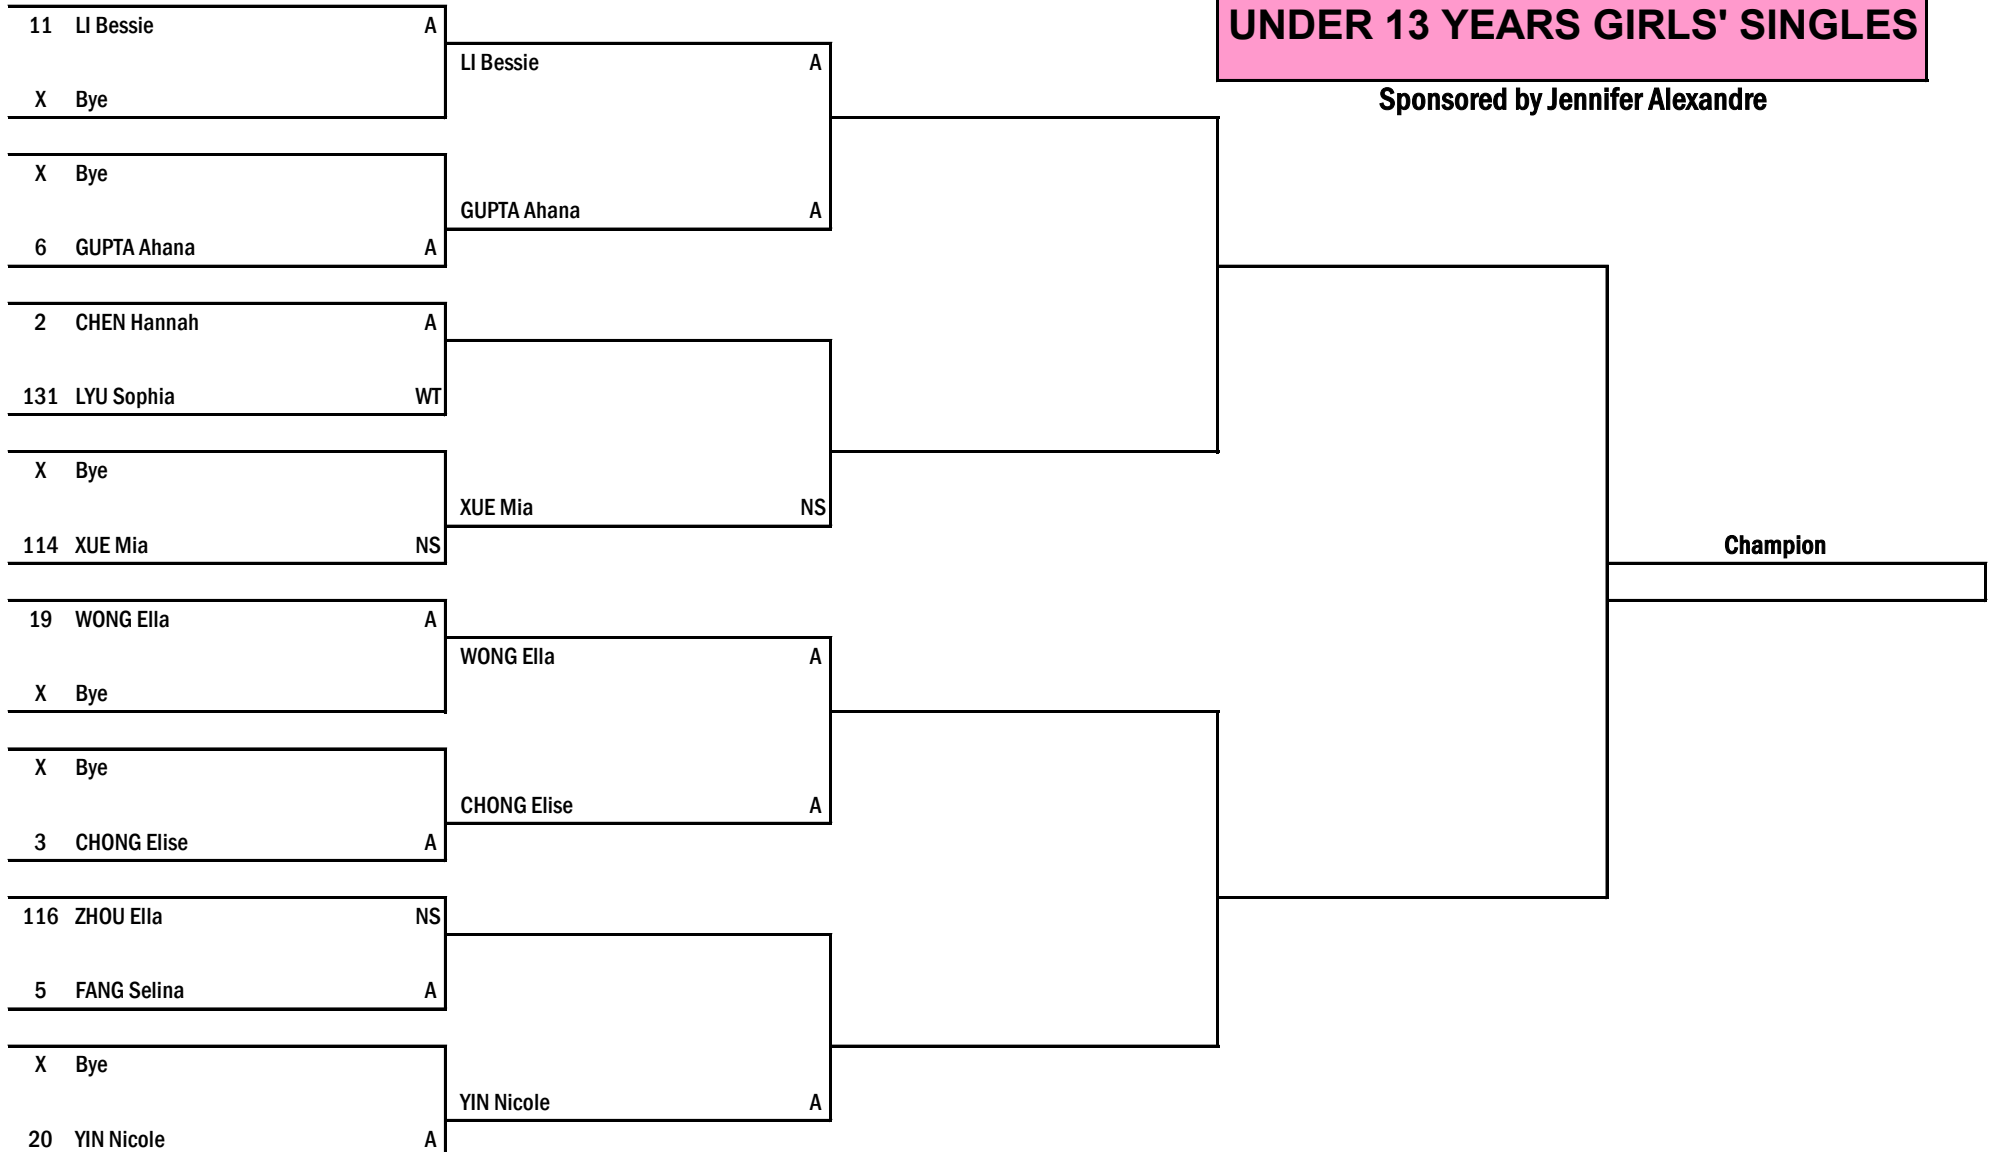 UNDER 13 YEARS GIRLS' SINGLES
Sponsored by Jennifer Alexandre
11 LI Bessie A
LI Bessie A
X Bye
X Bye
GUPTA Ahana A
6 GUPTA Ahana A
2 CHEN Hannah A
131 LYU Sophia WT
X Bye
XUE Mia NS
114 XUE Mia NS
Champion
19 WONG Ella A
WONG Ella A
X Bye
X Bye
CHONG Elise A
3 CHONG Elise A
116 ZHOU Ella NS
5 FANG Selina A
X Bye
YIN Nicole A
20 YIN Nicole A